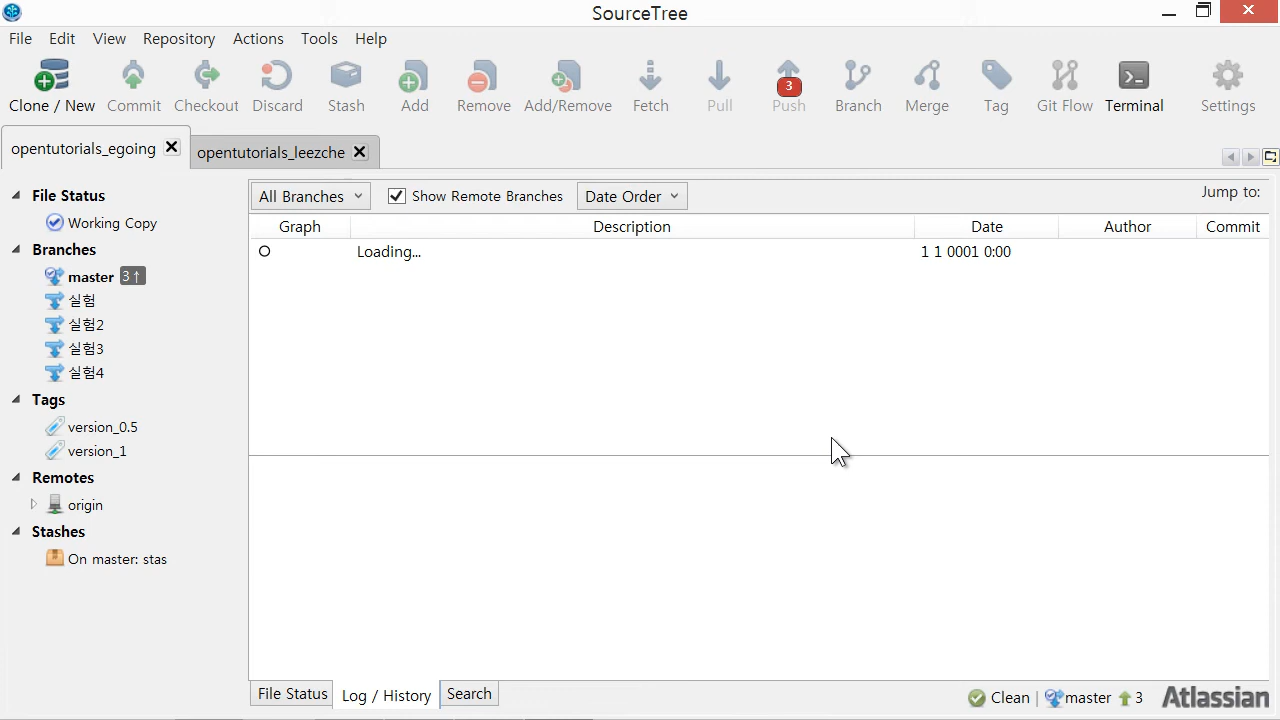 SourceTree
File Edit View Repository Actions Tools Help
3
Clone / New Commit Checkout Discard Stash Add Remove Add/Remove Fetch Pull Push Branch Merge Tag Git Flow Terminal Settings
opentutorials_egoing opentutorials_leezche
File Status
Working Copy
Branches
master 3↑
실험
실험2
실험3
실험4
Tags
version_0.5
version_1
Remotes
origin
Stashes
On master: stas
All Branches Show Remote Branches Date Order Jump to:
Graph Description Date Author Commit
Loading... 1 1 0001 0:00
File Status Log / History Search
Clean master 3 Atlassian